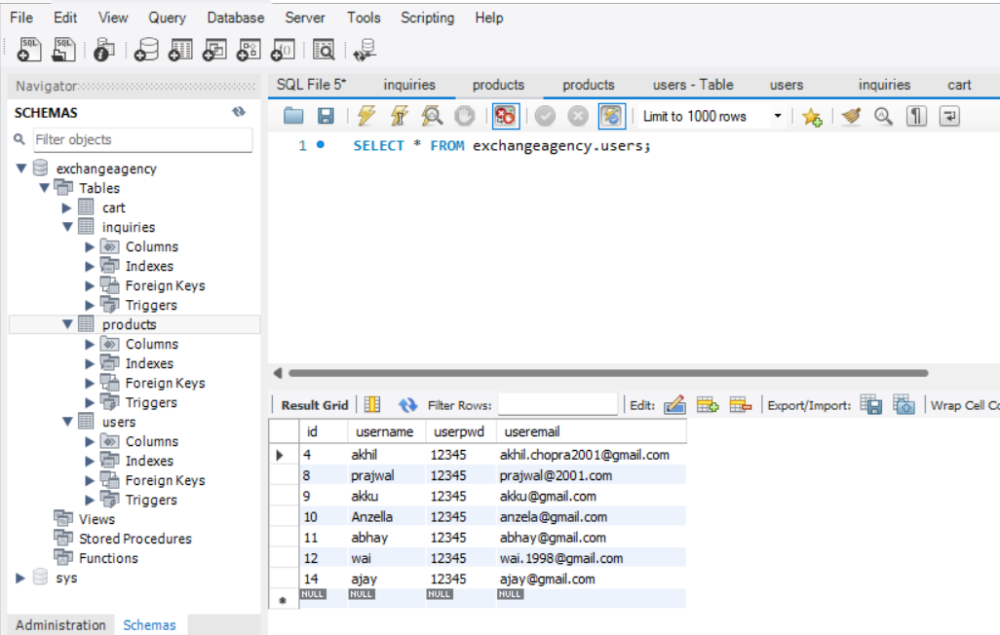 File Edit View Query Database Server Tools Scripting Help
SQL SQL
Navigator
SCHEMAS
Filter objects
exchangeagency
Tables
cart
inquiries
Columns
Indexes
Foreign Keys
Triggers
products
Columns
Indexes
Foreign Keys
Triggers
users
Columns
Indexes
Foreign Keys
Triggers
Views
Stored Procedures
Functions
sys
Administration Schemas
SQL File 5* inquiries products products users - Table users inquiries cart
Limit to 1000 rows
1 SELECT * FROM exchangeagency.users;
Result Grid Filter Rows: Edit: Export/Import: Wrap Cell Co
id username userpwd useremail
4 akhil 12345 akhil.chopra2001@gmail.com
8 prajwal 12345 prajwal@2001.com
9 akku 12345 akku@gmail.com
10 Anzella 12345 anzela@gmail.com
11 abhay 12345 abhay@gmail.com
12 wai 12345 wai.1998@gmail.com
14 ajay 12345 ajay@gmail.com
NULL NULL NULL NULL